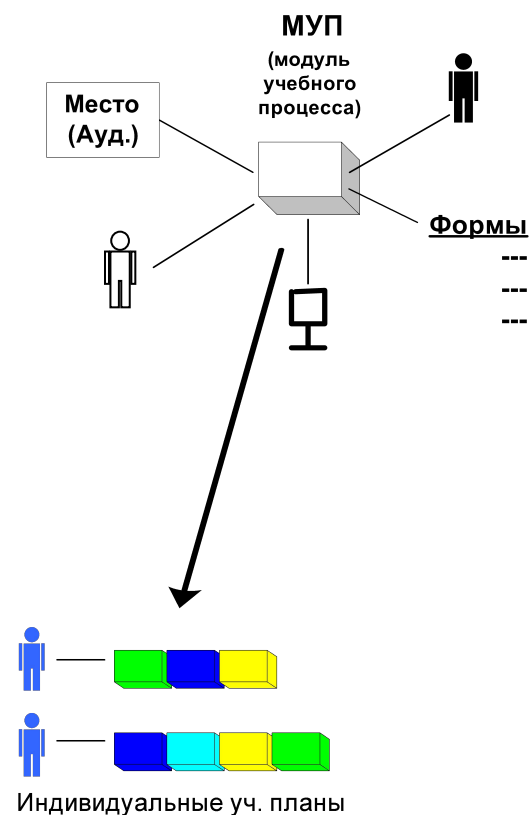 МУП
(модуль
учебного
процесса)
Место
(Ауд.)
Формы
---
---
---
Индивидуальные уч. планы